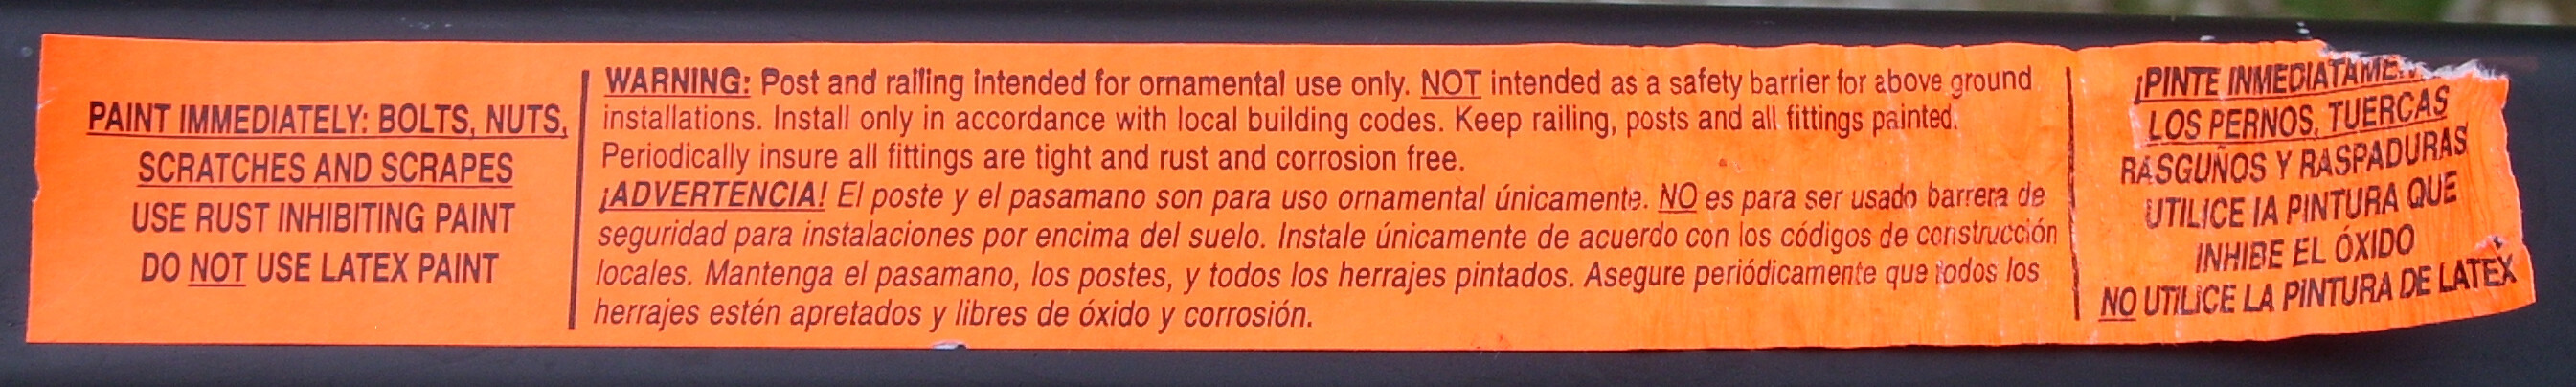 PAINT IMMEDIATELY: BOLTS, NUTS,
SCRATCHES AND SCRAPES
USE RUST INHIBITING PAINT
DO NOT USE LATEX PAINT
WARNING: Post and railing intended for ornamental use only. NOT intended as a safety barrier for above ground
installations. Install only in accordance with local building codes. Keep railing, posts and all fittings painted.
Periodically insure all fittings are tight and rust and corrosion free.
¡ADVERTENCIA! El poste y el pasamano son para uso ornamental únicamente. NO es para ser usado barrera de
seguridad para instalaciones por encima del suelo. Instale únicamente de acuerdo con los códigos de construcción
locales. Mantenga el pasamano, los postes, y todos los herrajes pintados. Asegure periódicamente que todos los
herrajes estén apretados y libres de óxido y corrosión.
¡PINTE
LOS PERNOS, TUERCAS
RASGUÑOS Y RASPADURAS
UTILICE lA PINTURA QUE
INHIBE EL ÓXIDO
NO UTILICE LA PINTURA DE LATEX